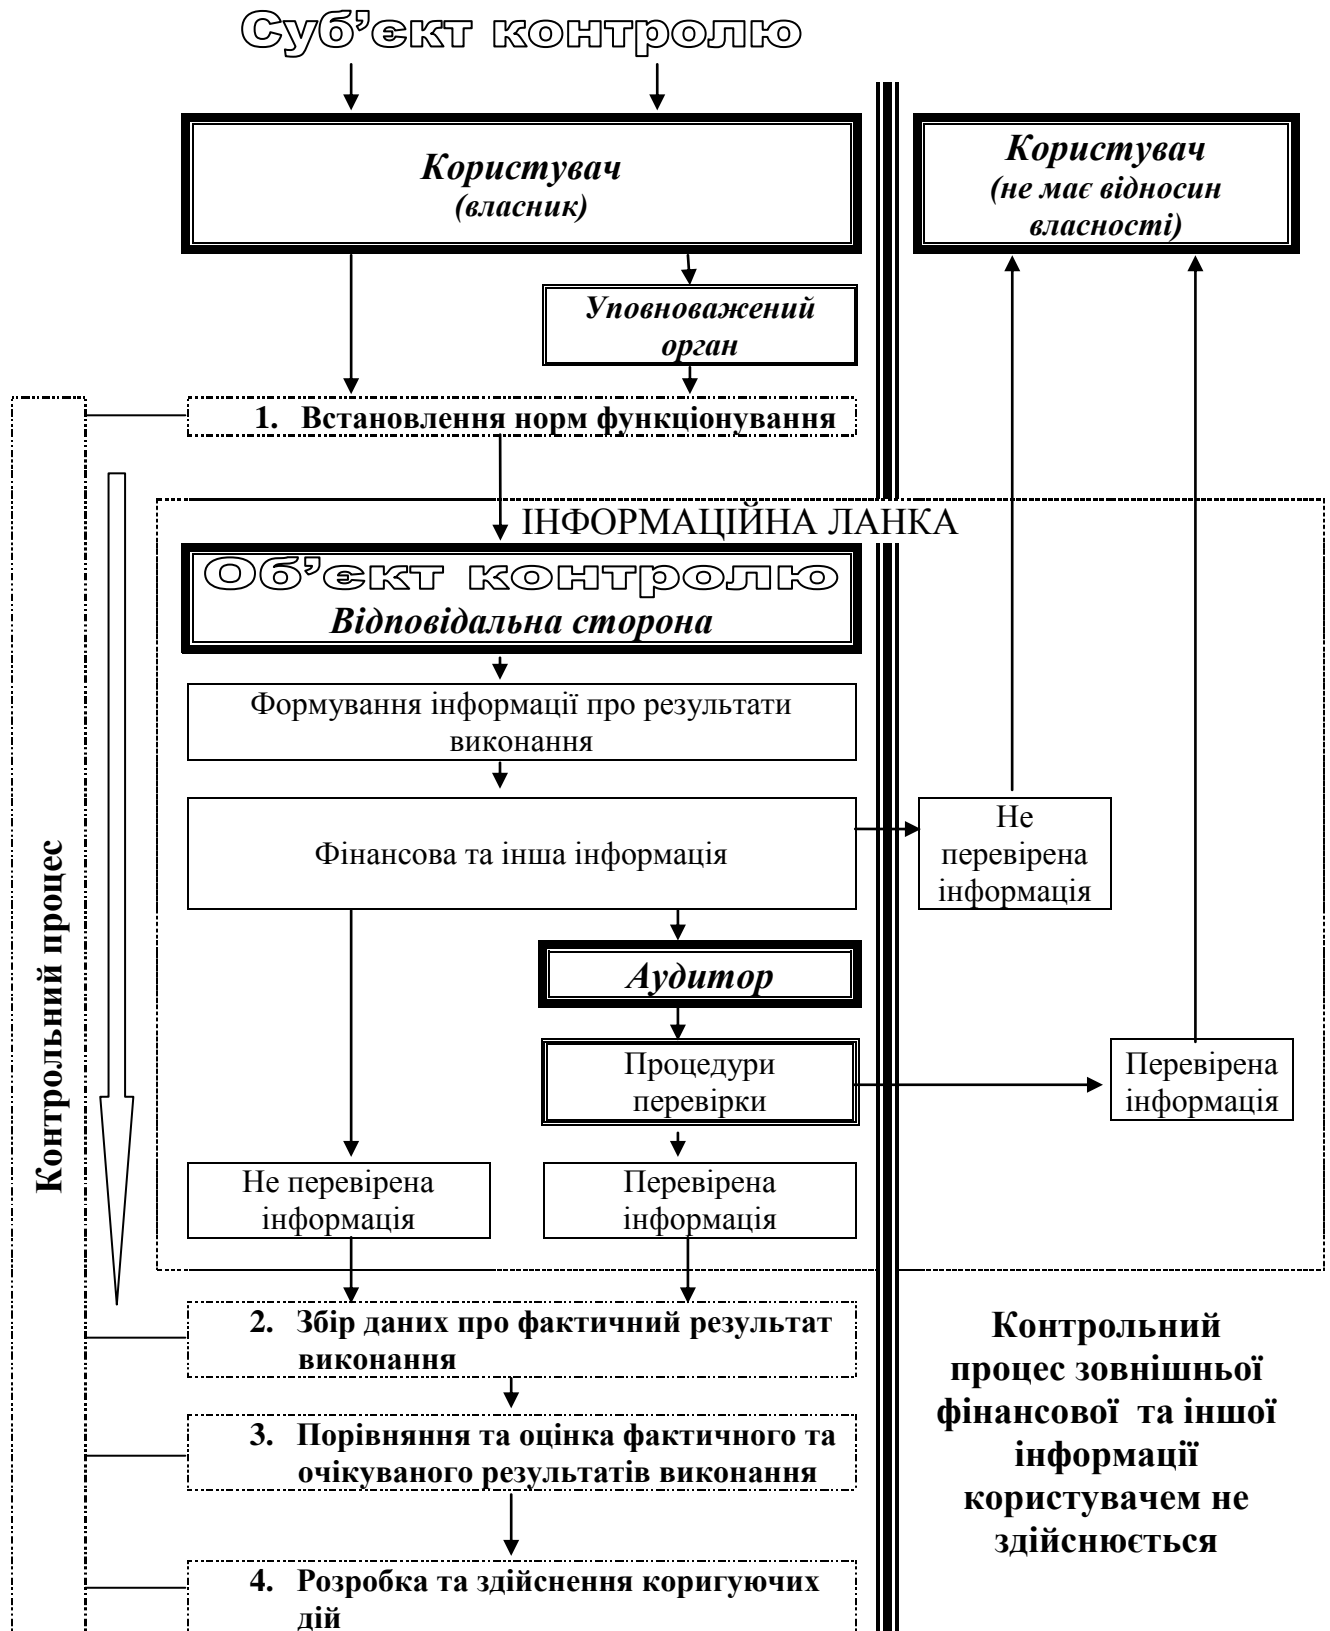 Суб’єкт контролю
Користувач
(власник)
Користувач
(не має відносин
власності)
Уповноважений
орган
1. Встановлення норм функціонування
ІНФОРМАЦІЙНА ЛАНКА
Об’єкт контролю
Відповідальна сторона
Формування інформації про результати
виконання
Фінансова та інша інформація
Не
перевірена
інформація
Аудитор
Процедури
перевірки
Перевірена
інформація
Не перевірена
інформація
Перевірена
інформація
Контрольний процес
2. Збір даних про фактичний результат
виконання
3. Порівняння та оцінка фактичного та
очікуваного результатів виконання
4. Розробка та здійснення коригуючих
дій
Контрольний
процес зовнішньої
фінансової та іншої
інформації
користувачем не
здійснюється